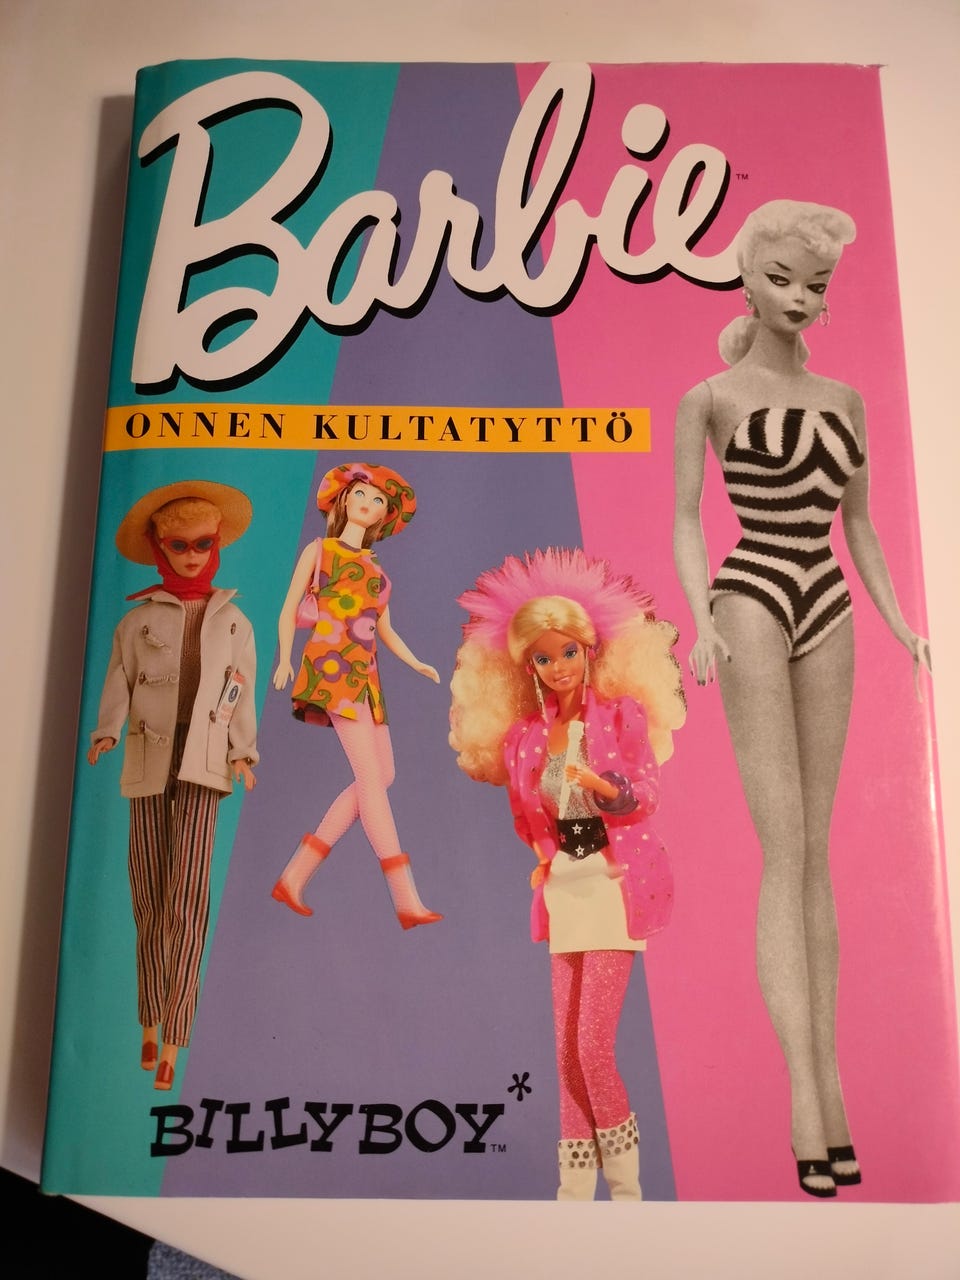 Barbie™
ONNEN KULTATYTTÖ
BILLYBOY*™